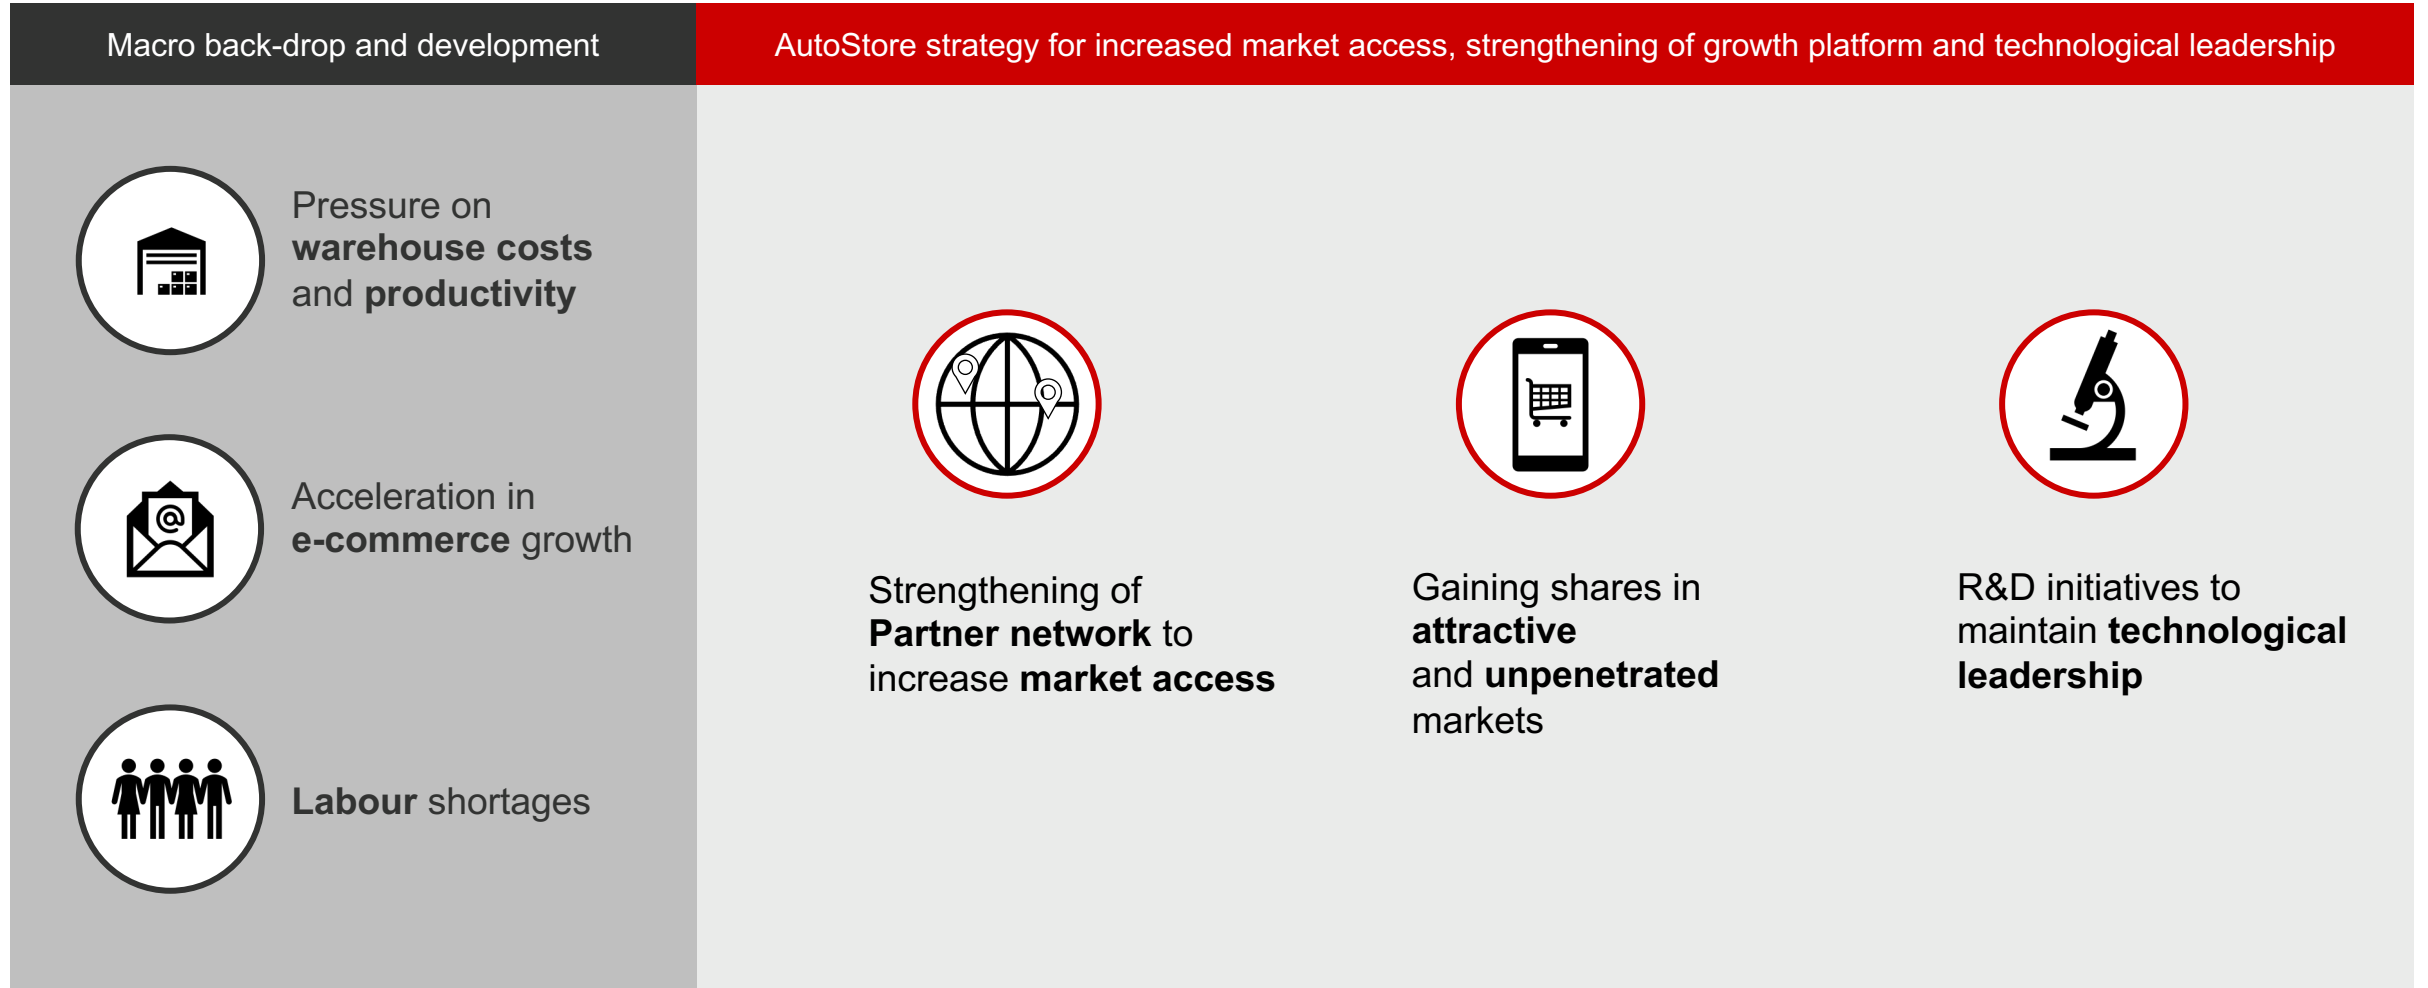 Macro back-drop and development
AutoStore strategy for increased market access, strengthening of growth platform and technological leadership
Pressure on
warehouse costs
and productivity
@
Acceleration in
e-commerce growth
Labour shortages
Strengthening of
Partner network to
increase market access
Gaining shares in
attractive
and unpenetrated
markets
R&D initiatives to
maintain technological
leadership